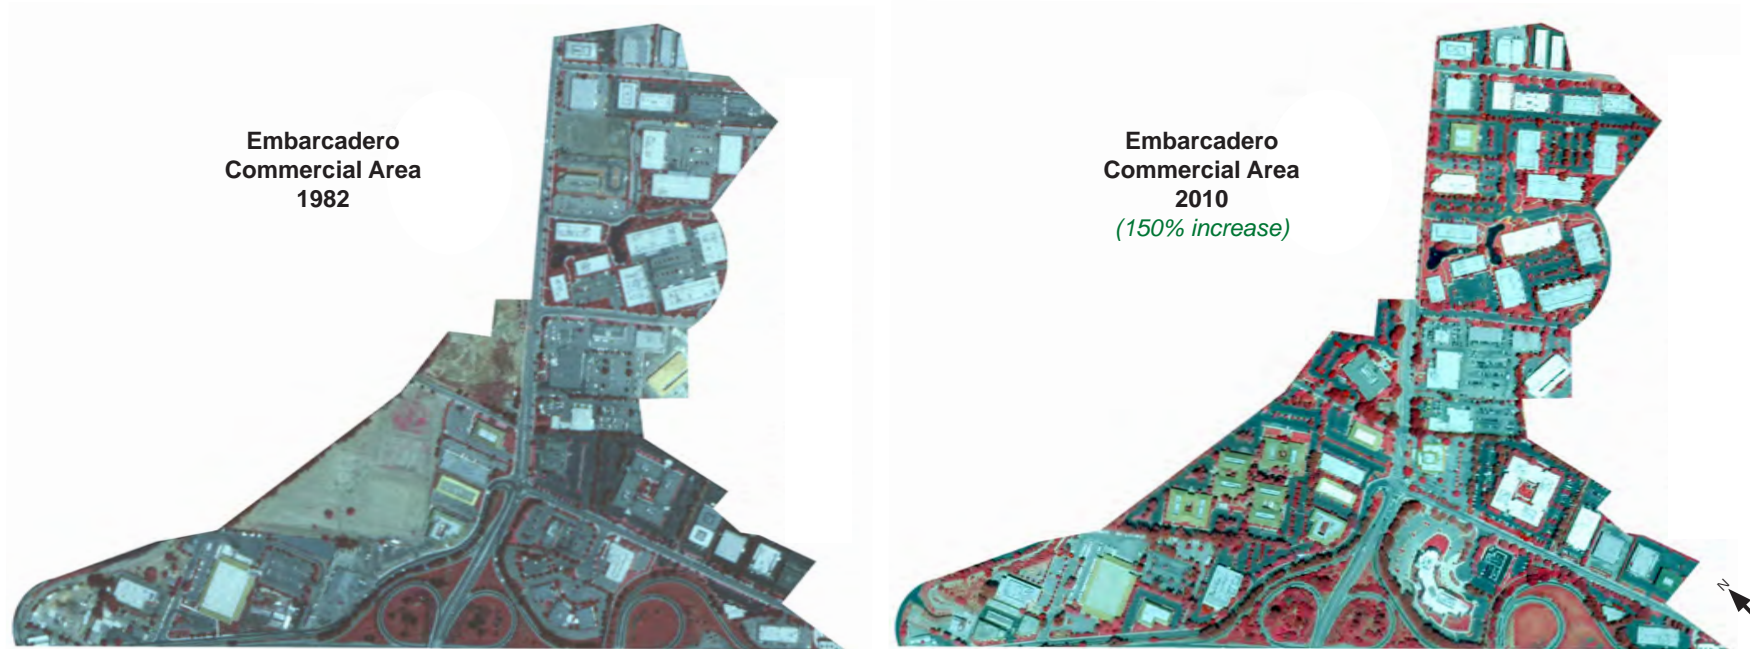 Embarcadero
Commercial Area
1982
Embarcadero
Commercial Area
2010
(150% increase)
N